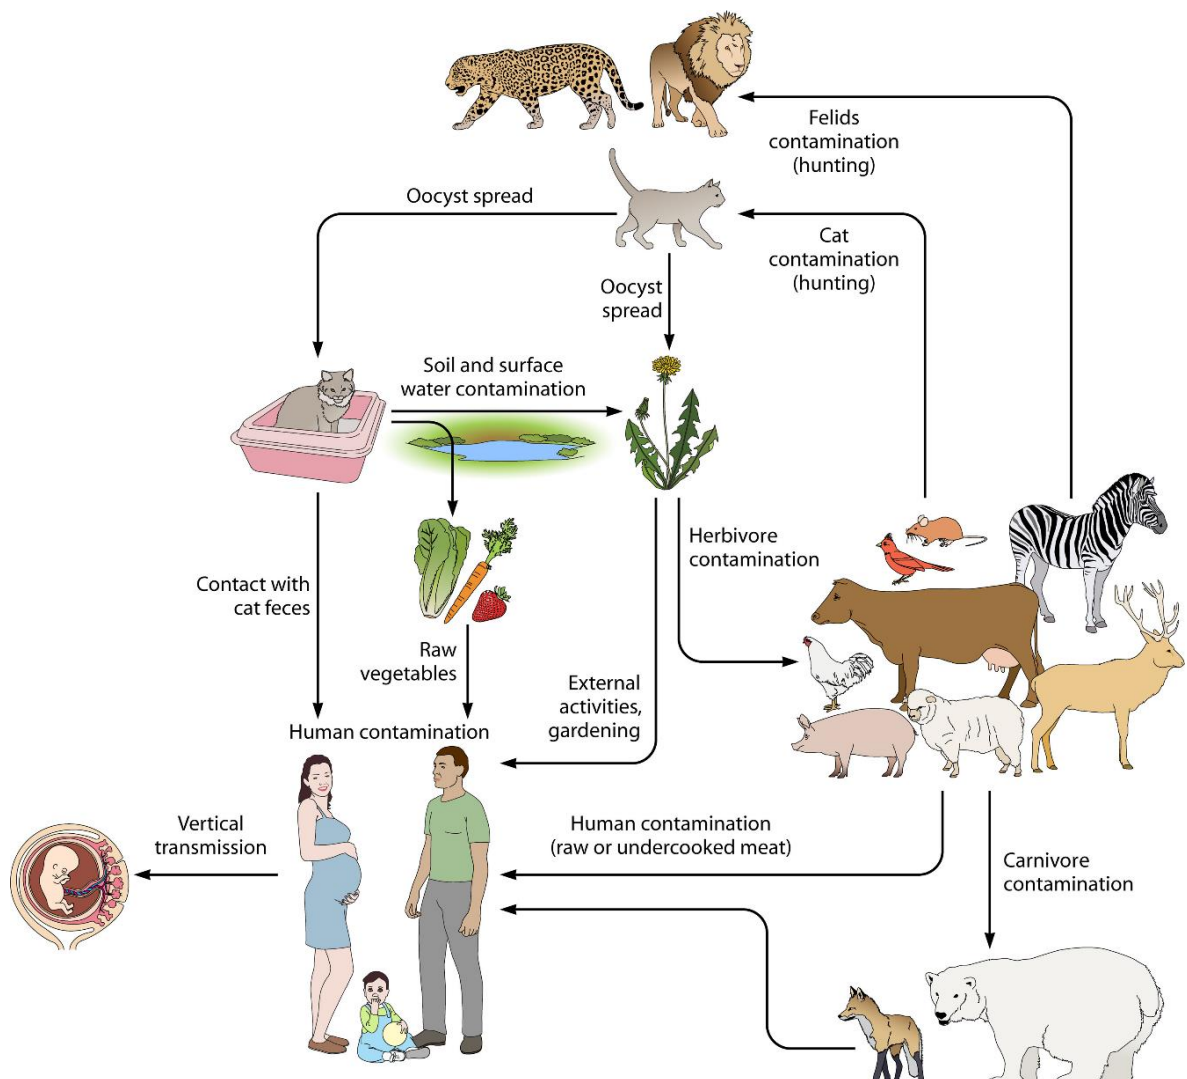 Felids
contamination
(hunting)
Oocyst spread
Cat
contamination
(hunting)
Oocyst
spread
Soil and surface
water contamination
Herbivore
contamination
Contact with
cat feces
Raw
vegetables
External
activities,
gardening
Human contamination
Vertical
transmission
Human contamination
(raw or undercooked meat)
Carnivore
contamination